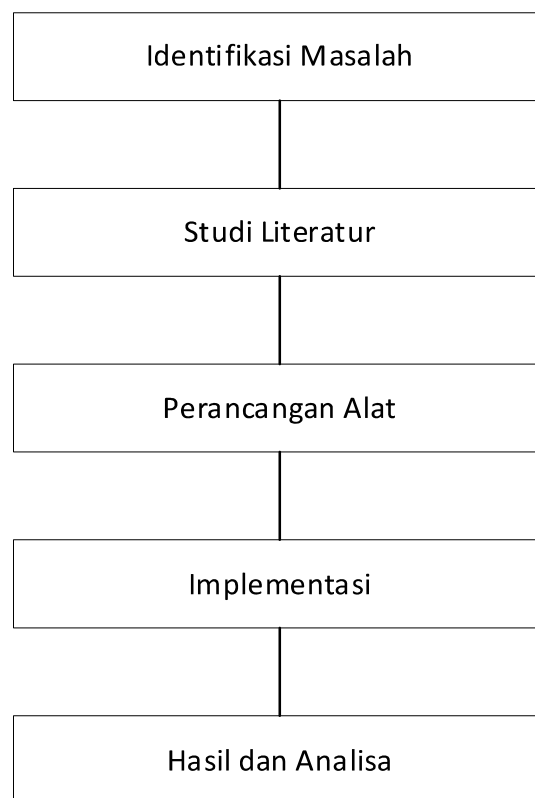 Identifikasi Masalah
Studi Literatur
Perancangan Alat
Implementasi
Hasil dan Analisa